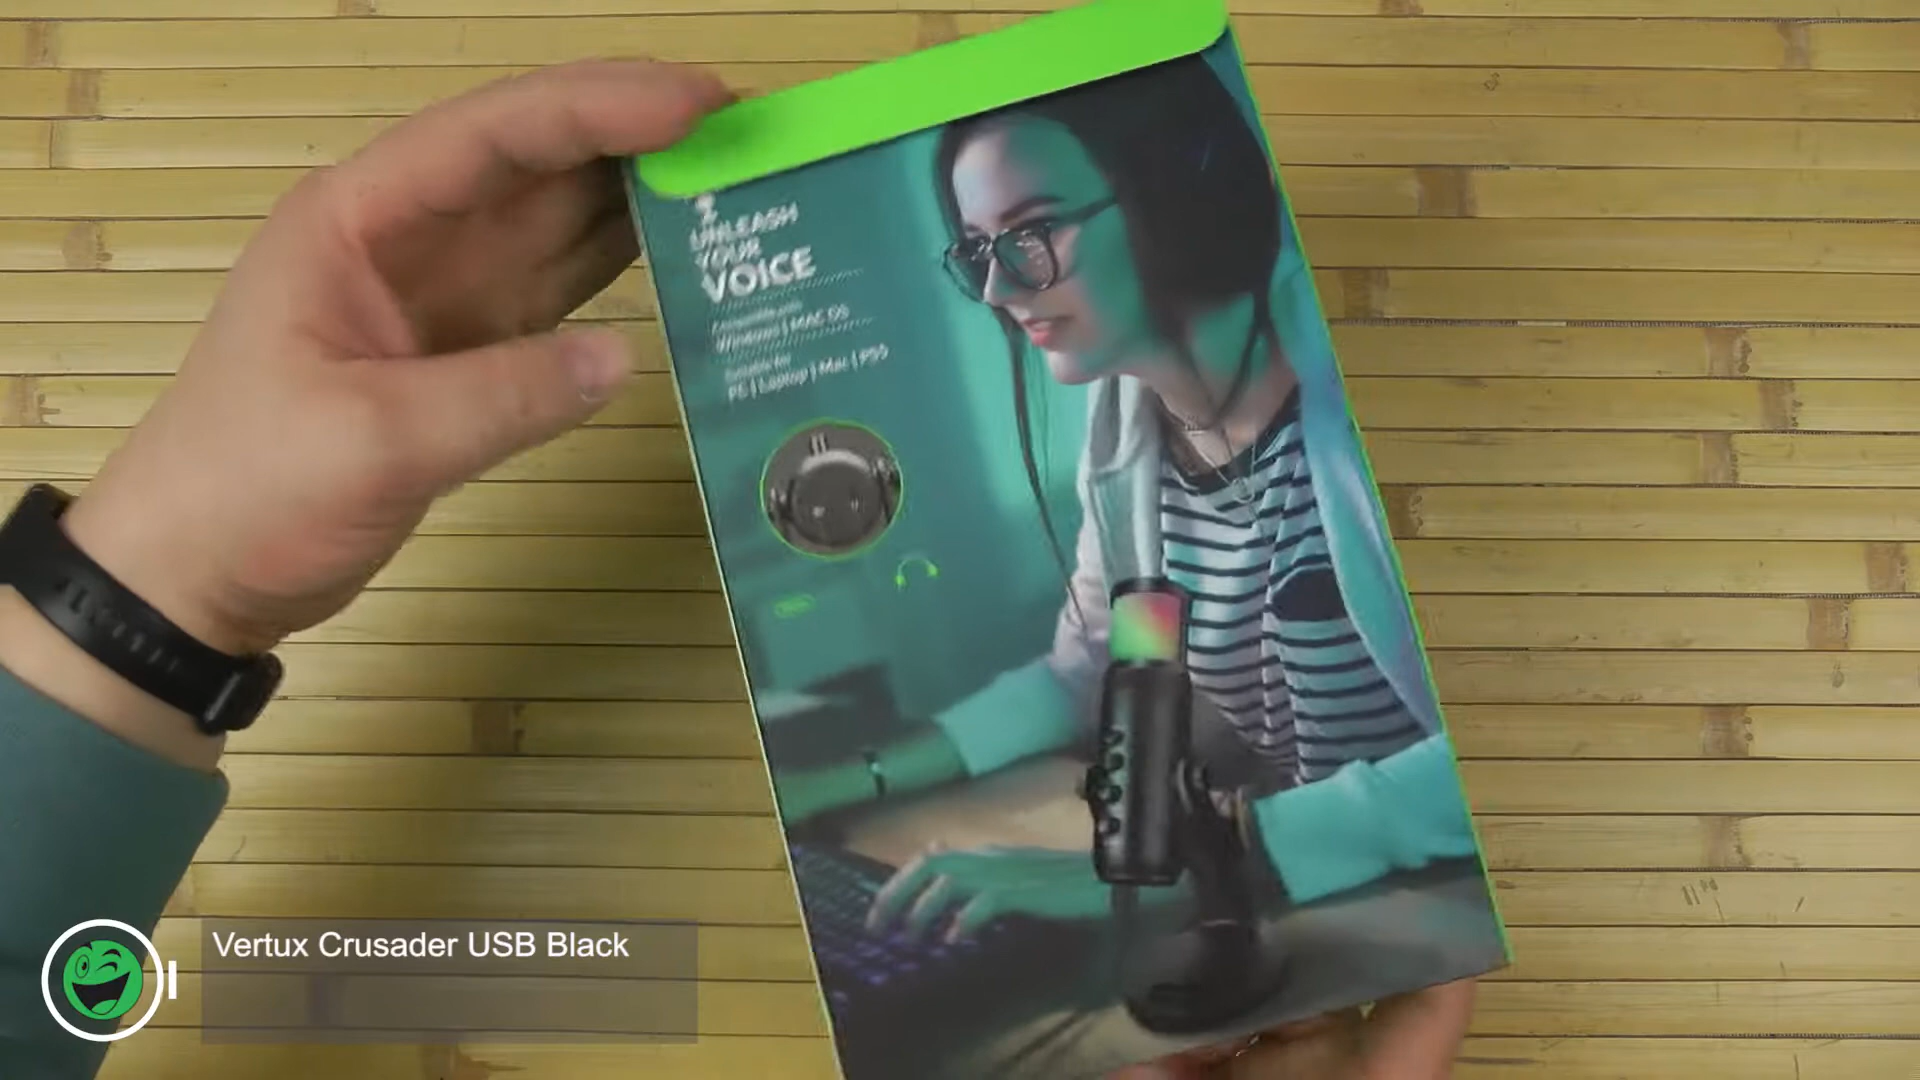 UNLEASH
YOUR
VOICE
Compatible with
Windows | MAC OS
Suitable for
PC | Laptop | Mac | PS5
Vertux Crusader USB Black